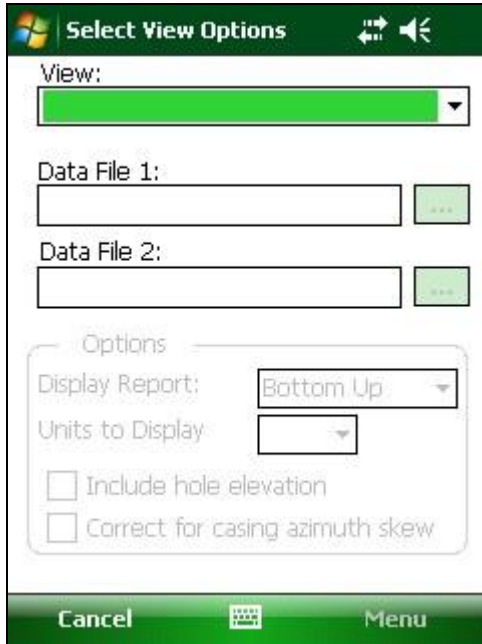 Select View Options
View:
Data File 1:
...
Data File 2:
...
Options
Display Report: Bottom Up
Units to Display
Include hole elevation
Correct for casing azimuth skew
Cancel Menu